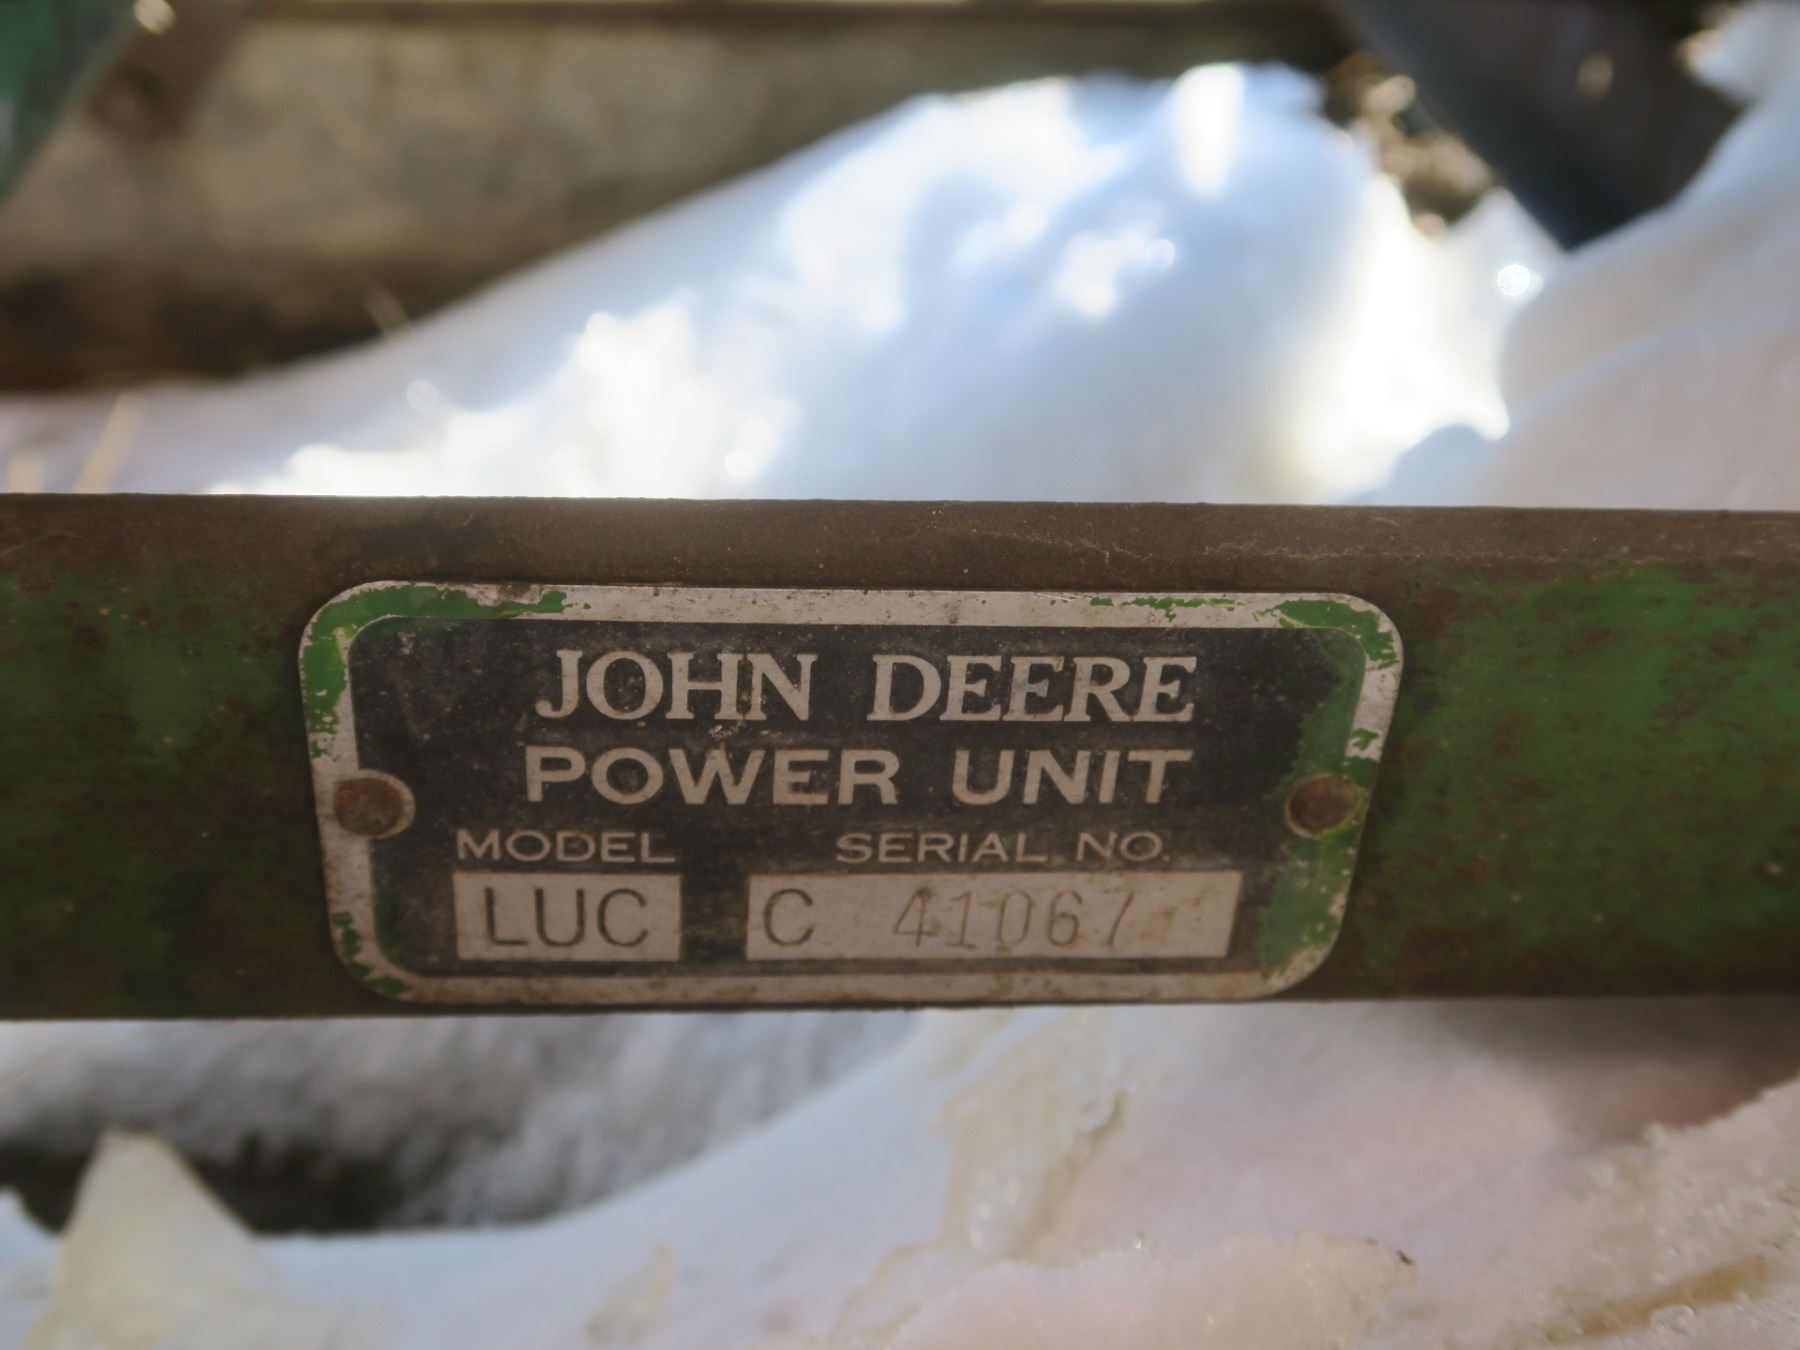 JOHN DEERE
POWER UNIT
MODEL SERIAL NO.
LUC C 41067